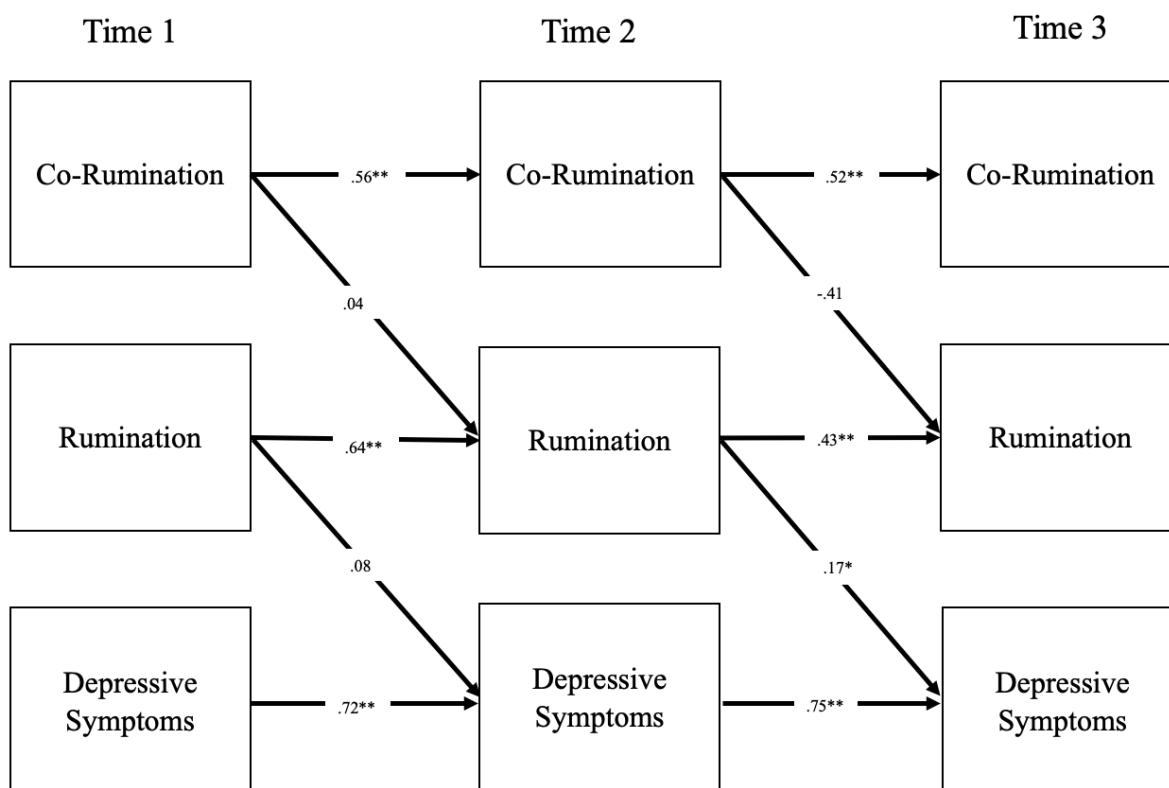 Time 1
Time 2
Time 3
Co-Rumination
.56**
Co-Rumination
.52**
Co-Rumination
.04
-.41
Rumination
.64**
Rumination
.43**
Rumination
.08
.17*
Depressive
Symptoms
.72**
Depressive
Symptoms
.75**
Depressive
Symptoms